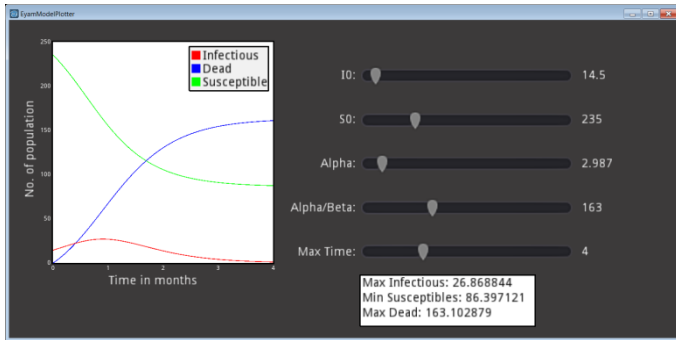 EyamModelPlotter
250
200
150
100
50
0
0 1 2 3 4
No. of population
Time in months
Infectious
Dead
Susceptible
I0: 14.5
S0: 235
Alpha: 2.987
Alpha/Beta: 163
Max Time: 4
Max Infectious: 26.868844
Min Susceptibles: 86.397121
Max Dead: 163.102879